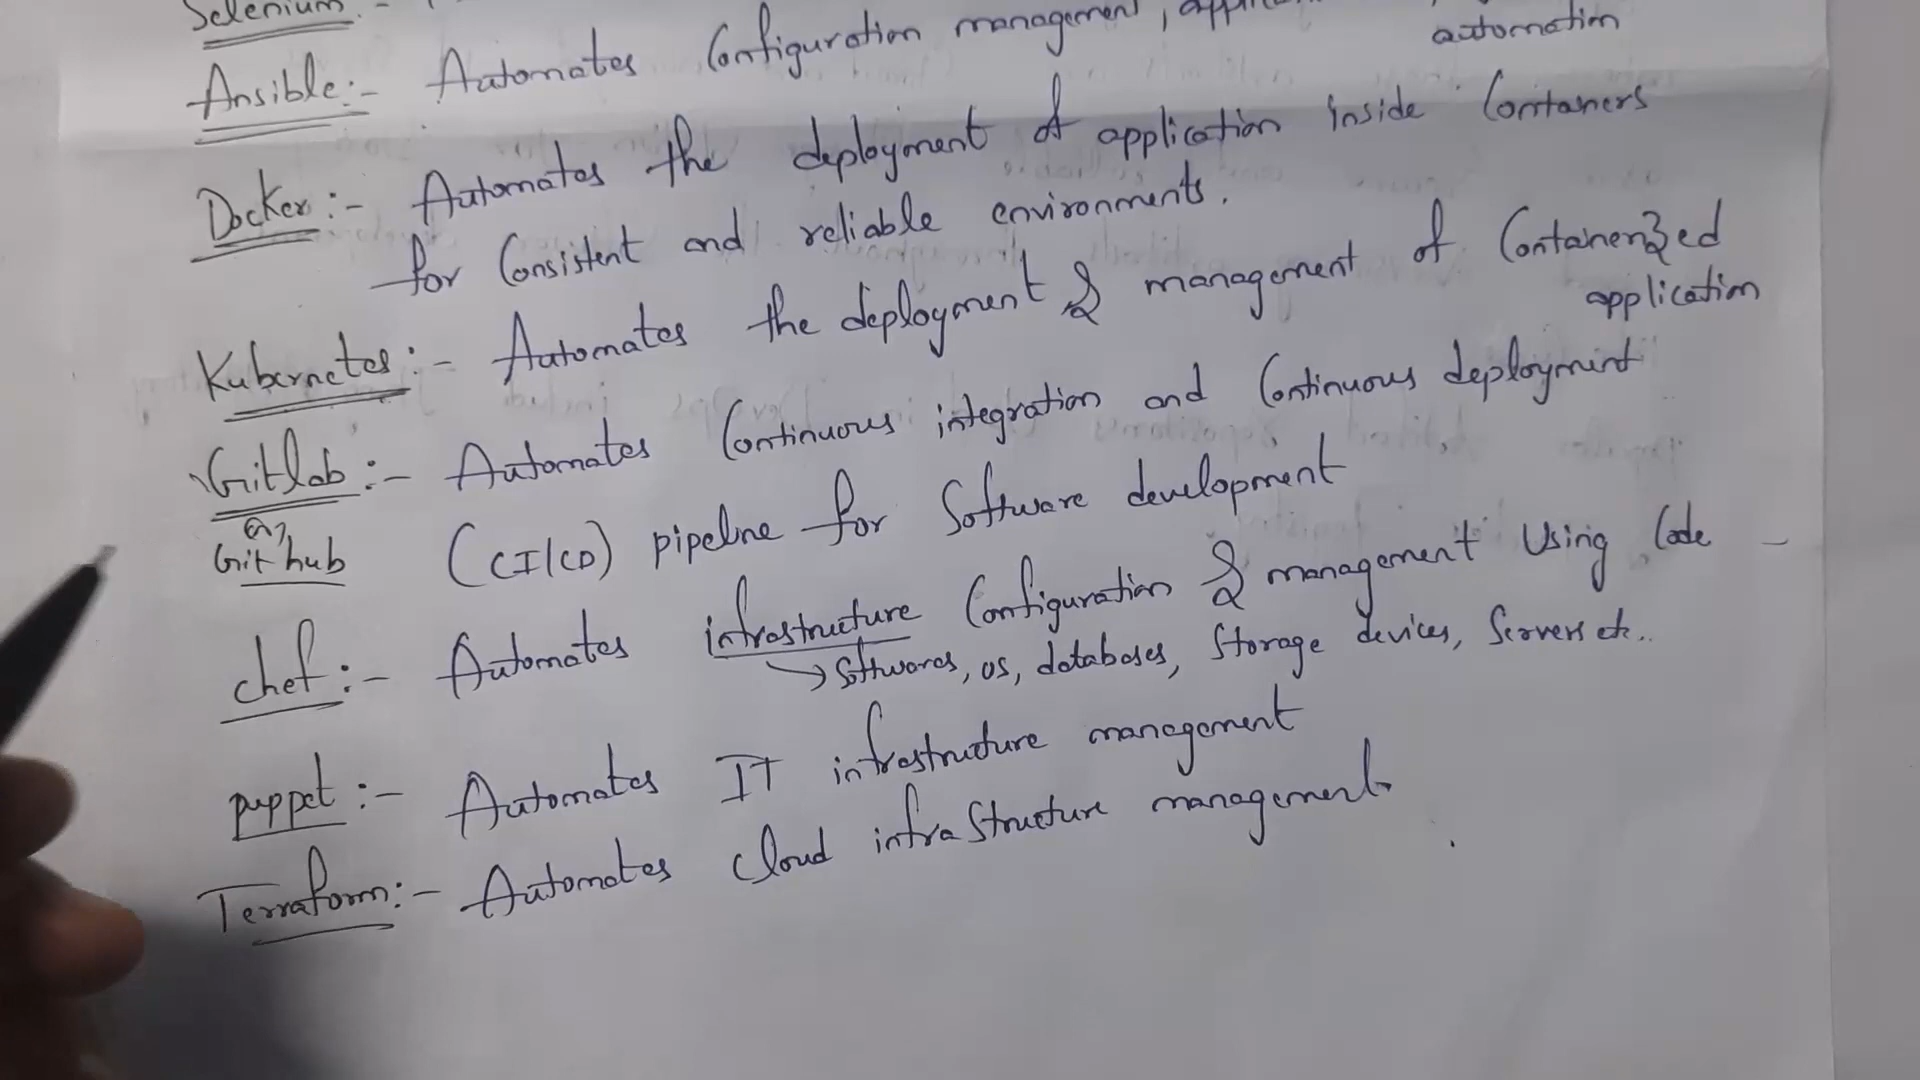 Selenium :-
Ansible:- Automates Configuration management,
automation
Docker:- Automates the deployment of application inside Containers
for Consistent and reliable environments.
Kubernetes:- Automates the deployment & management of Containerized
application
Gitlab:- Automates Continuous integration and Continuous deployment
Git hub (CI/CD) pipeline for Software development
chef:- Automates infrastructure Configuration & management Using Code -
→ Softwares, os, databases, Storage devices, Servers etc..
puppet:- Automates IT infrastructure management
Terraform:- Automates cloud infrastructure management.